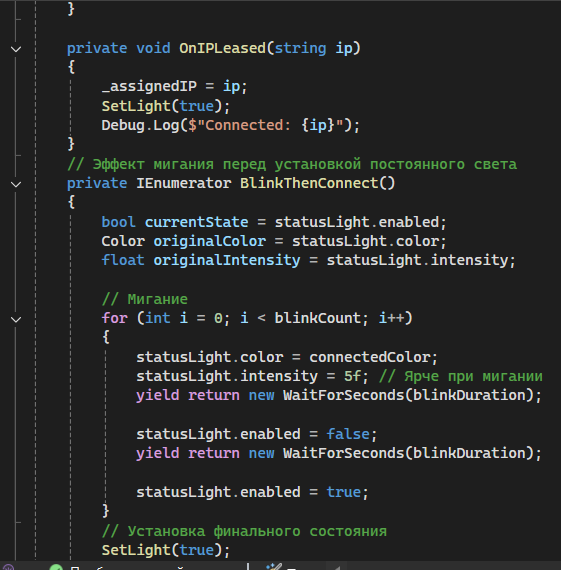 }
private void OnIPLeased(string ip)
{
_assignedIP = ip;
SetLight(true);
Debug.Log($"Connected: {ip}");
}
// Эффект мигания перед установкой постоянного света
private IEnumerator BlinkThenConnect()
{
bool currentState = statusLight.enabled;
Color originalColor = statusLight.color;
float originalIntensity = statusLight.intensity;
// Мигание
for (int i = 0; i < blinkCount; i++)
{
statusLight.color = connectedColor;
statusLight.intensity = 5f; // Ярче при мигании
yield return new WaitForSeconds(blinkDuration);
statusLight.enabled = false;
yield return new WaitForSeconds(blinkDuration);
statusLight.enabled = true;
}
// Установка финального состояния
SetLight(true);